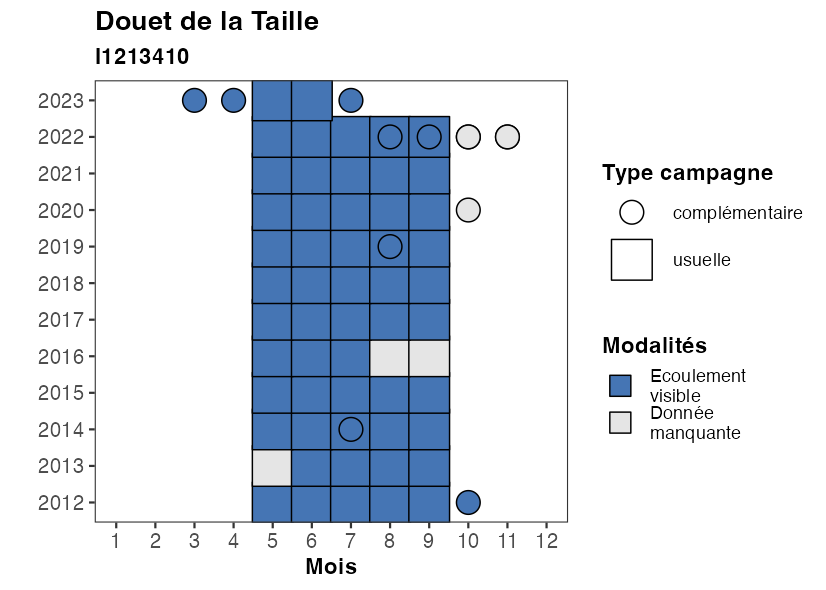 Douet de la Taille
I1213410
2023
2022
2021
2020
2019
2018
2017
2016
2015
2014
2013
2012
1 2 3 4 5 6 7 8 9 10 11 12
Mois
Type campagne
complémentaire
usuelle
Modalités
Ecoulement
visible
Donnée
manquante